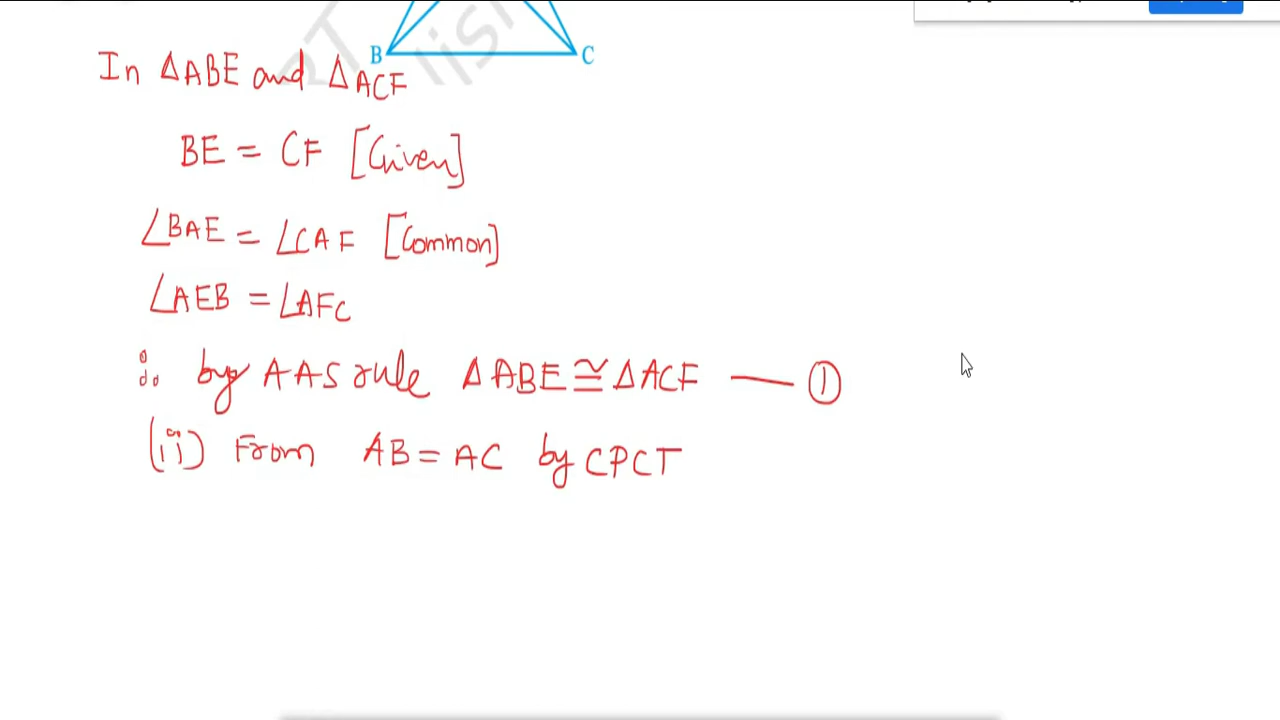 B C
In ΔABE and ΔACF
BE = CF [Given]
∠BAE = ∠CAF [Common]
∠AEB = ∠AFC
∴ by AAS rule ΔABE ≅ ΔACF — ①
(ii) From AB = AC by CPCT